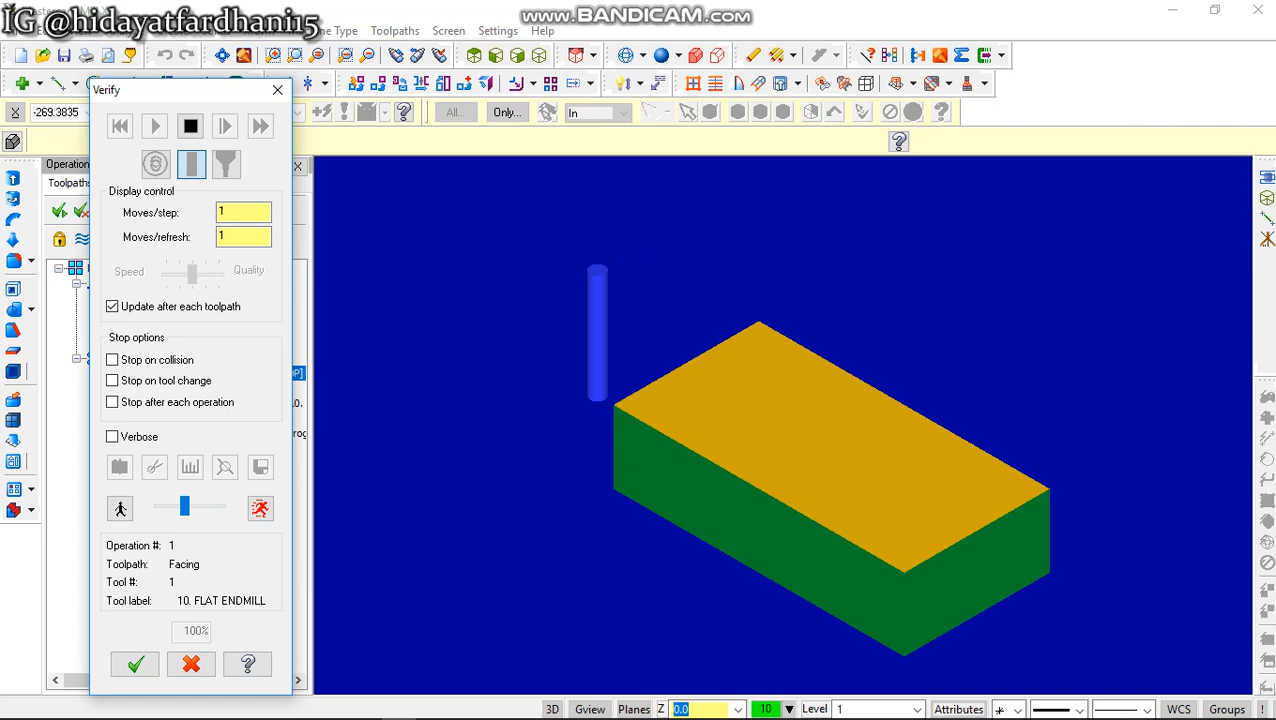 IG @hidayatfardhani15
www.BANDICAM.com
Type Toolpaths Screen Settings Help
Verify
-269.3835
All...
Only...
In
Operation
Toolpaths
Display control
Moves/step: 1
Moves/refresh: 1
Speed Quality
Update after each toolpath
Stop options
Stop on collision
Stop on tool change
Stop after each operation
Verbose
Operation #: 1
Toolpath: Facing
Tool #: 1
Tool label: 10. FLAT ENDMILL
100%
3D Gview Planes Z 0.0 10 Level 1 Attributes WCS Groups